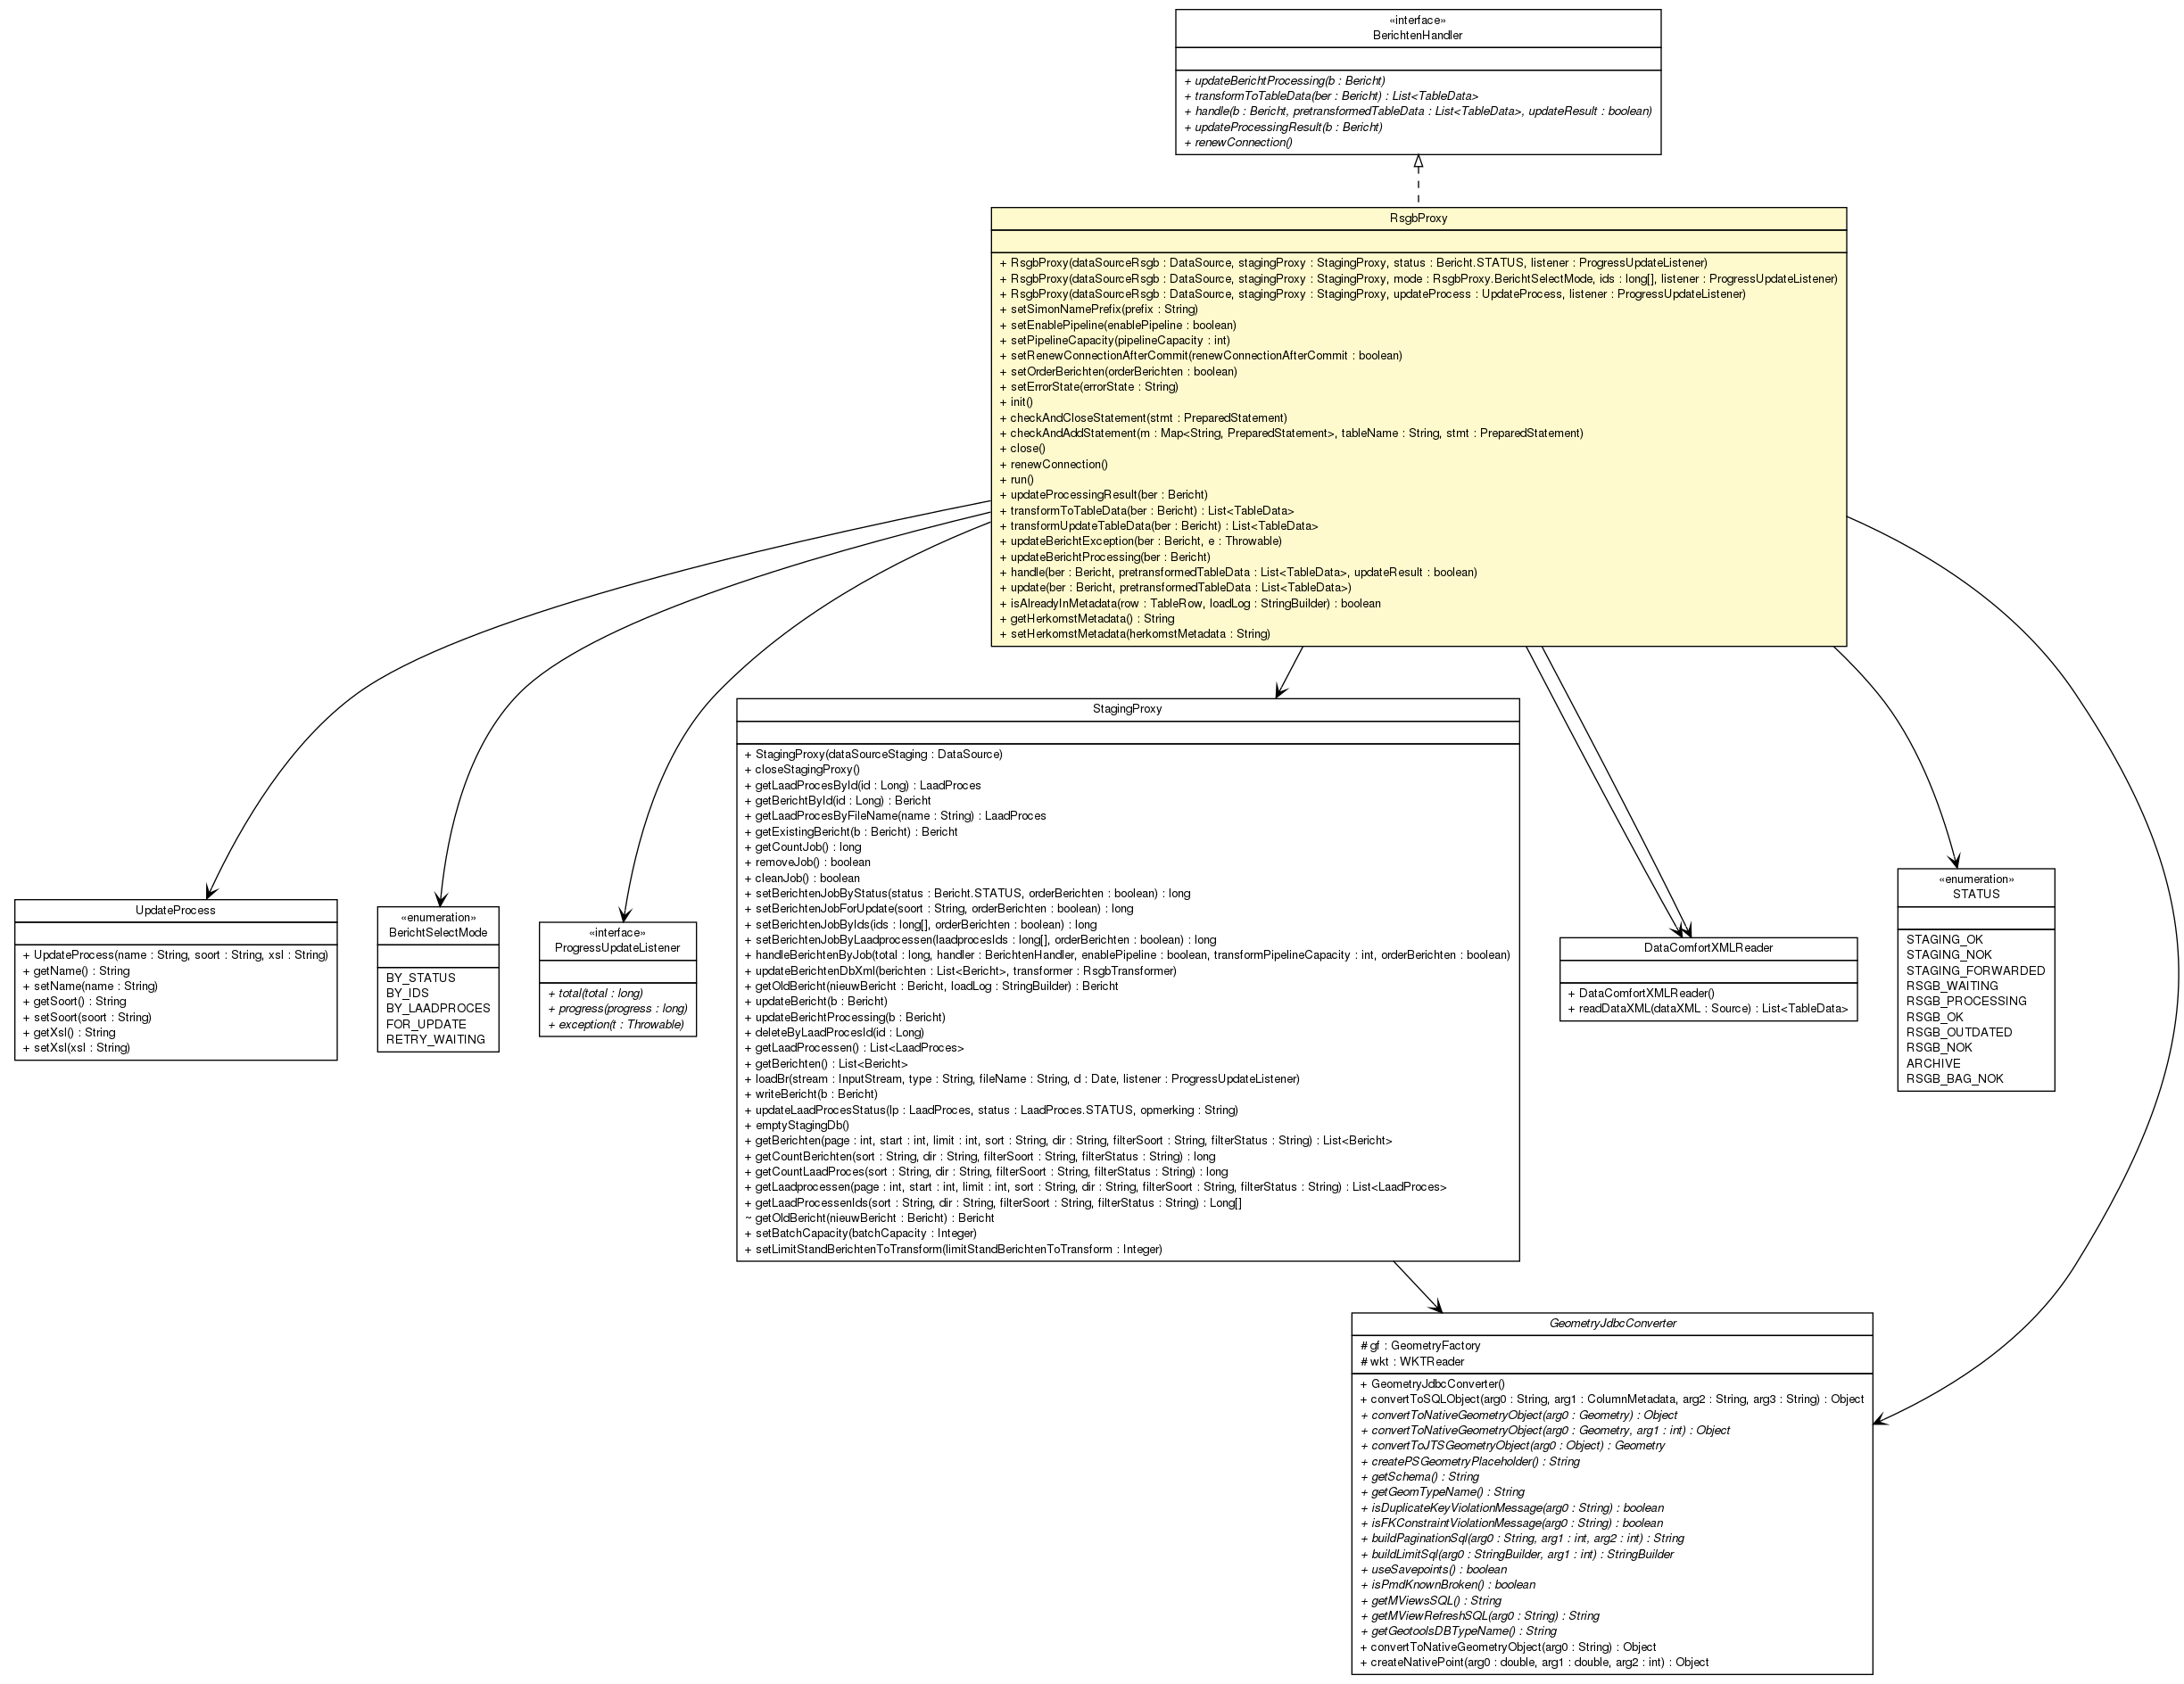 «interface»
BerichtenHandler
+ updateBerichtProcessing(b : Bericht)
+ transformToTableData(ber : Bericht) : List<TableData>
+ handle(b : Bericht, pretransformedTableData : List<TableData>, updateResult : boolean)
+ updateProcessingResult(b : Bericht)
+ renewConnection()
RsgbProxy
+ RsgbProxy(dataSourceRsgb : DataSource, stagingProxy : StagingProxy, status : Bericht.STATUS, listener : ProgressUpdateListener)
+ RsgbProxy(dataSourceRsgb : DataSource, stagingProxy : StagingProxy, mode : RsgbProxy.BerichtSelectMode, ids : long[], listener : ProgressUpdateListener)
+ RsgbProxy(dataSourceRsgb : DataSource, stagingProxy : StagingProxy, updateProcess : UpdateProcess, listener : ProgressUpdateListener)
+ setSimonNamePrefix(prefix : String)
+ setEnablePipeline(enablePipeline : boolean)
+ setPipelineCapacity(pipelineCapacity : int)
+ setRenewConnectionAfterCommit(renewConnectionAfterCommit : boolean)
+ setOrderBerichten(orderBerichten : boolean)
+ setErrorState(errorState : String)
+ init()
+ checkAndCloseStatement(stmt : PreparedStatement)
+ checkAndAddStatement(m : Map<String, PreparedStatement>, tableName : String, stmt : PreparedStatement)
+ close()
+ renewConnection()
+ run()
+ updateProcessingResult(ber : Bericht)
+ transformToTableData(ber : Bericht) : List<TableData>
+ transformUpdateTableData(ber : Bericht) : List<TableData>
+ updateBerichtException(ber : Bericht, e : Throwable)
+ updateBerichtProcessing(ber : Bericht)
+ handle(ber : Bericht, pretransformedTableData : List<TableData>, updateResult : boolean)
+ update(ber : Bericht, pretransformedTableData : List<TableData>)
+ isAlreadyInMetadata(row : TableRow, loadLog : StringBuilder) : boolean
+ getHerkomstMetadata() : String
+ setHerkomstMetadata(herkomstMetadata : String)
UpdateProcess
+ UpdateProcess(name : String, soort : String, xsl : String)
+ getName() : String
+ setName(name : String)
+ getSoort() : String
+ setSoort(soort : String)
+ getXsl() : String
+ setXsl(xsl : String)
«enumeration»
BerichtSelectMode
BY_STATUS
BY_IDS
BY_LAADPROCES
FOR_UPDATE
RETRY_WAITING
«interface»
ProgressUpdateListener
+ total(total : long)
+ progress(progress : long)
+ exception(t : Throwable)
StagingProxy
+ StagingProxy(dataSourceStaging : DataSource)
+ closeStagingProxy()
+ getLaadProcesById(id : Long) : LaadProces
+ getBerichtById(id : Long) : Bericht
+ getLaadProcesByFileName(name : String) : LaadProces
+ getExistingBericht(b : Bericht) : Bericht
+ getCountJob() : long
+ removeJob() : boolean
+ cleanJob() : boolean
+ setBerichtenJobByStatus(status : Bericht.STATUS, orderBerichten : boolean) : long
+ setBerichtenJobForUpdate(soort : String, orderBerichten : boolean) : long
+ setBerichtenJobByIds(ids : long[], orderBerichten : boolean) : long
+ setBerichtenJobByLaadprocessen(laadprocesIds : long[], orderBerichten : boolean) : long
+ handleBerichtenByJob(total : long, handler : BerichtenHandler, enablePipeline : boolean, transformPipelineCapacity : int, orderBerichten : boolean)
+ updateBerichtenDbXml(berichten : List<Bericht>, transformer : RsgbTransformer)
+ getOldBericht(nieuwBericht : Bericht, loadLog : StringBuilder) : Bericht
+ updateBericht(b : Bericht)
+ updateBerichtProcessing(b : Bericht)
+ deleteByLaadProcesId(id : Long)
+ getLaadProcessen() : List<LaadProces>
+ getBerichten() : List<Bericht>
+ loadBr(stream : InputStream, type : String, fileName : String, d : Date, listener : ProgressUpdateListener)
+ writeBericht(b : Bericht)
+ updateLaadProcesStatus(lp : LaadProces, status : LaadProces.STATUS, opmerking : String)
+ emptyStagingDb()
+ getBerichten(page : int, start : int, limit : int, sort : String, dir : String, filterSoort : String, filterStatus : String) : List<Bericht>
+ getCountBerichten(sort : String, dir : String, filterSoort : String, filterStatus : String) : long
+ getCountLaadProces(sort : String, dir : String, filterSoort : String, filterStatus : String) : long
+ getLaadprocessen(page : int, start : int, limit : int, sort : String, dir : String, filterSoort : String, filterStatus : String) : List<LaadProces>
+ getLaadProcessenIds(sort : String, dir : String, filterSoort : String, filterStatus : String) : Long[]
~ getOldBericht(nieuwBericht : Bericht) : Bericht
+ setBatchCapacity(batchCapacity : Integer)
+ setLimitStandBerichtenToTransform(limitStandBerichtenToTransform : Integer)
DataComfortXMLReader
+ DataComfortXMLReader()
+ readDataXML(dataXML : Source) : List<TableData>
«enumeration»
STATUS
STAGING_OK
STAGING_NOK
STAGING_FORWARDED
RSGB_WAITING
RSGB_PROCESSING
RSGB_OK
RSGB_OUTDATED
RSGB_NOK
ARCHIVE
RSGB_BAG_NOK
GeometryJdbcConverter
# gf : GeometryFactory
# wkt : WKTReader
+ GeometryJdbcConverter()
+ convertToSQLObject(arg0 : String, arg1 : ColumnMetadata, arg2 : String, arg3 : String) : Object
+ convertToNativeGeometryObject(arg0 : Geometry) : Object
+ convertToNativeGeometryObject(arg0 : Geometry, arg1 : int) : Object
+ convertToJTSGeometryObject(arg0 : Object) : Geometry
+ createPSGeometryPlaceholder() : String
+ getSchema() : String
+ getGeomTypeName() : String
+ isDuplicateKeyViolationMessage(arg0 : String) : boolean
+ isFKConstraintViolationMessage(arg0 : String) : boolean
+ buildPaginationSql(arg0 : String, arg1 : int, arg2 : int) : String
+ buildLimitSql(arg0 : StringBuilder, arg1 : int) : StringBuilder
+ useSavepoints() : boolean
+ isPmdKnownBroken() : boolean
+ getMViewsSQL() : String
+ getMViewRefreshSQL(arg0 : String) : String
+ getGeotoolsDBTypeName() : String
+ convertToNativeGeometryObject(arg0 : String) : Object
+ createNativePoint(arg0 : double, arg1 : double, arg2 : int) : Object